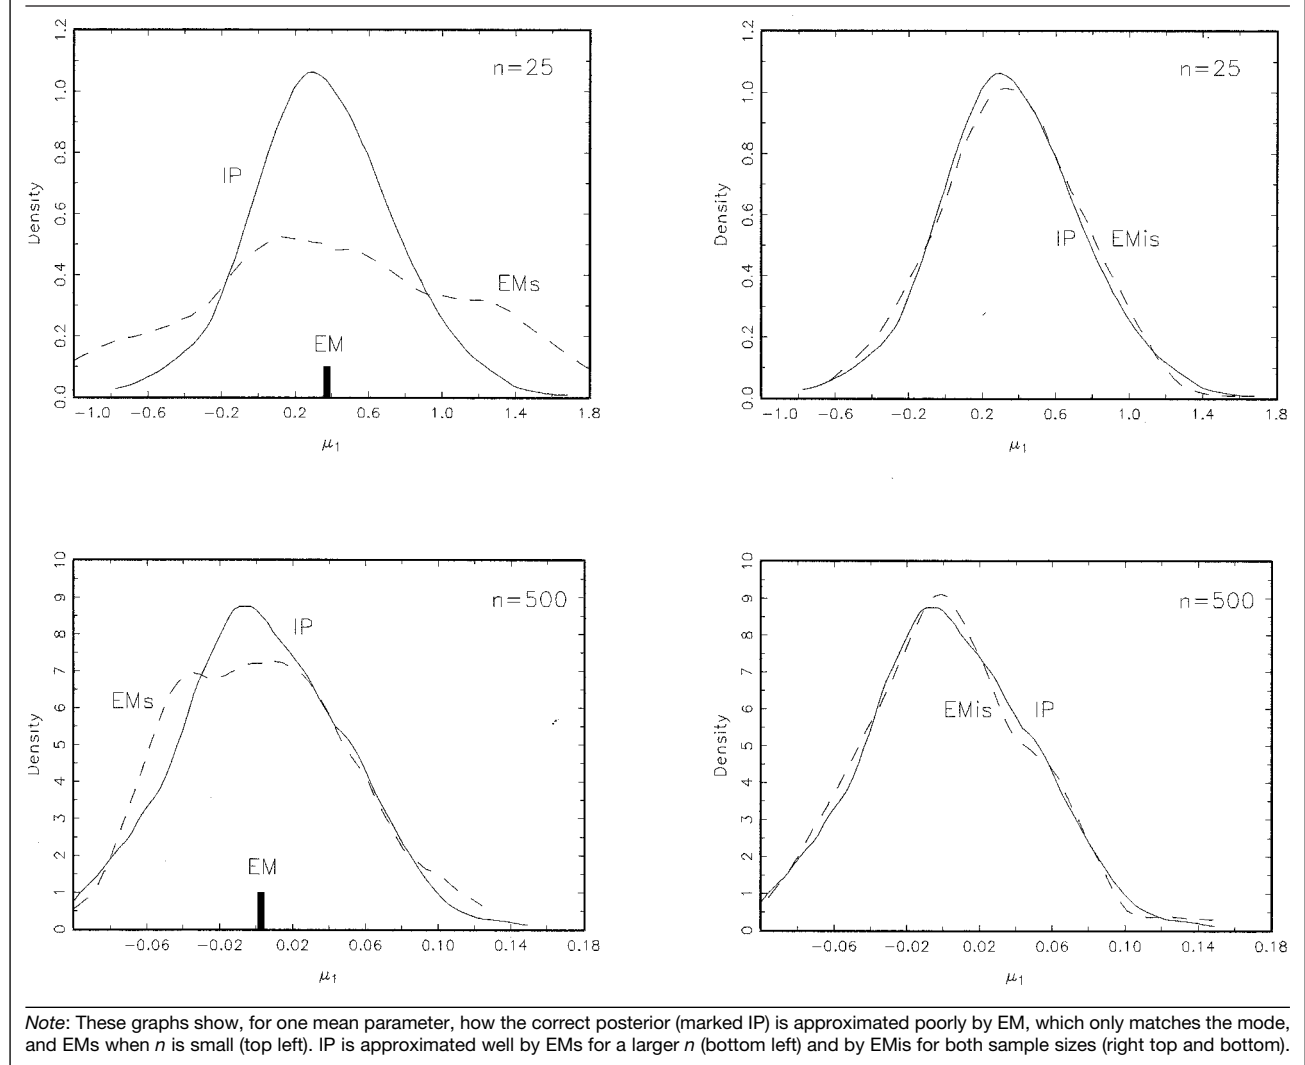 n=25
IP
EMs
EM
Density
0.0 0.2 0.4 0.6 0.8 1.0 1.2
−1.0 −0.6 −0.2 0.2 0.6 1.0 1.4 1.8
μ1
n=25
IP
EMis
Density
0.0 0.2 0.4 0.6 0.8 1.0 1.2
−1.0 −0.6 −0.2 0.2 0.6 1.0 1.4 1.8
μ1
n=500
IP
EMs
EM
Density
0 1 2 3 4 5 6 7 8 9 10
−0.06 −0.02 0.02 0.06 0.10 0.14 0.18
μ1
n=500
EMis
IP
Density
0 1 2 3 4 5 6 7 8 9 10
−0.06 −0.02 0.02 0.06 0.10 0.14 0.18
μ1
Note: These graphs show, for one mean parameter, how the correct posterior (marked IP) is approximated poorly by EM, which only matches the mode,
and EMs when n is small (top left). IP is approximated well by EMs for a larger n (bottom left) and by EMis for both sample sizes (right top and bottom).